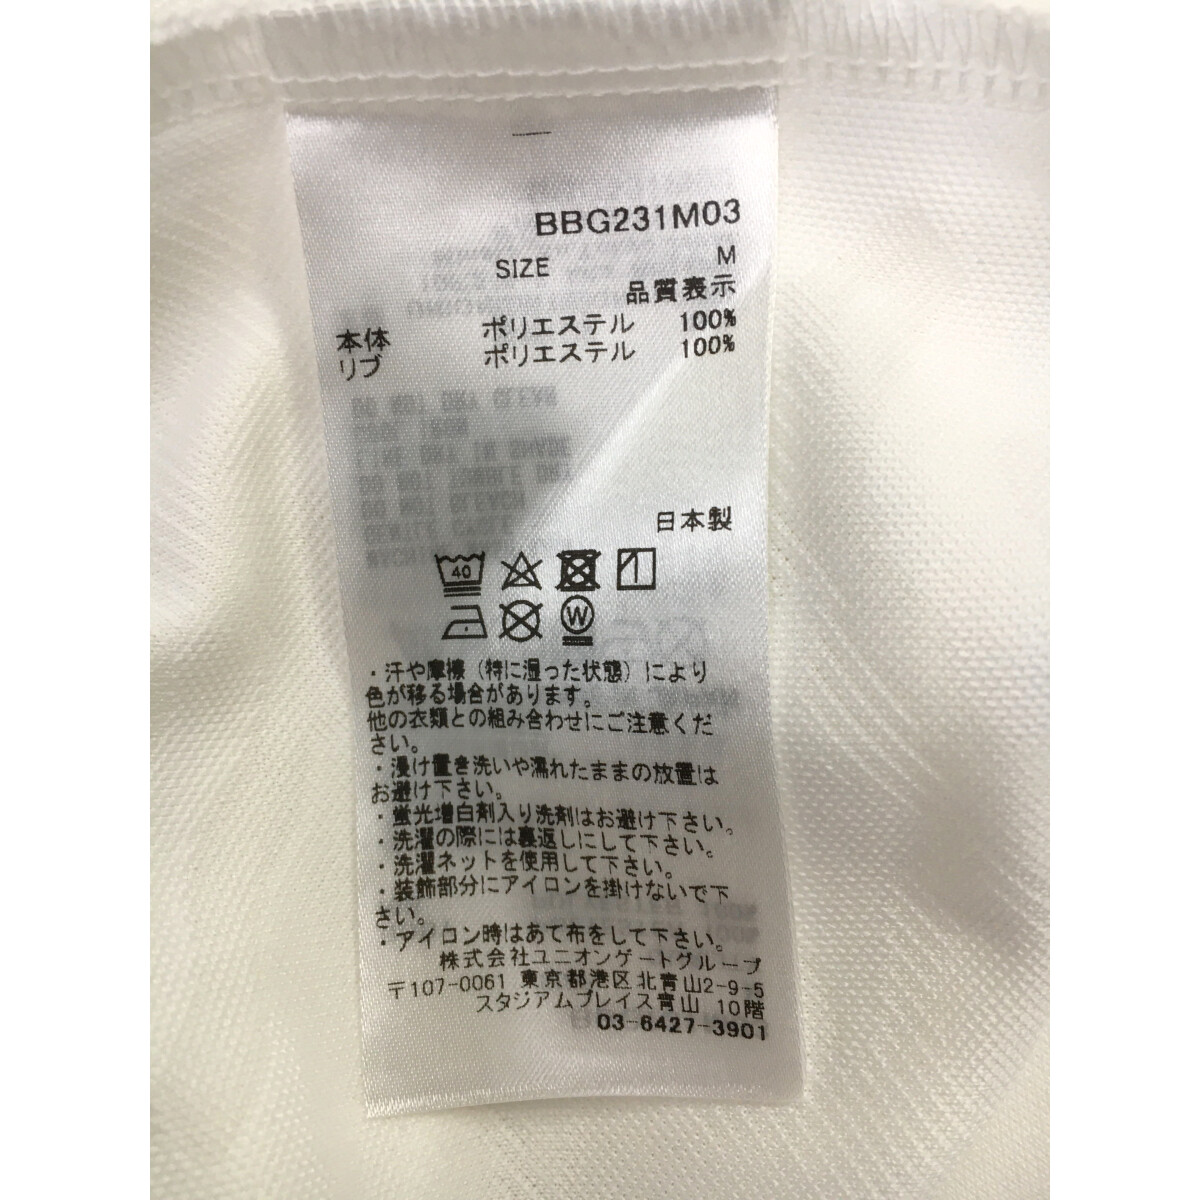 BBG231M03
SIZE M
品質表示
本体 ポリエステル 100%
リブ ポリエステル 100%
日本製
40
W
・汗や摩擦（特に湿った状態）により
色が移る場合があります。
他の衣類との組み合わせにご注意くだ
さい。
・浸け置き洗いや濡れたままの放置は
お避け下さい。
・蛍光増白剤入り洗剤はお避け下さい。
・洗濯の際には裏返しにして下さい。
・洗濯ネットを使用して下さい。
・装飾部分にアイロンを掛けないで下
さい。
・アイロン時はあて布をして下さい。
株式会社ユニオンゲートグループ
〒107-0061 東京都港区北青山2-9-5
スタジアムプレイス青山 10階
03-6427-3901